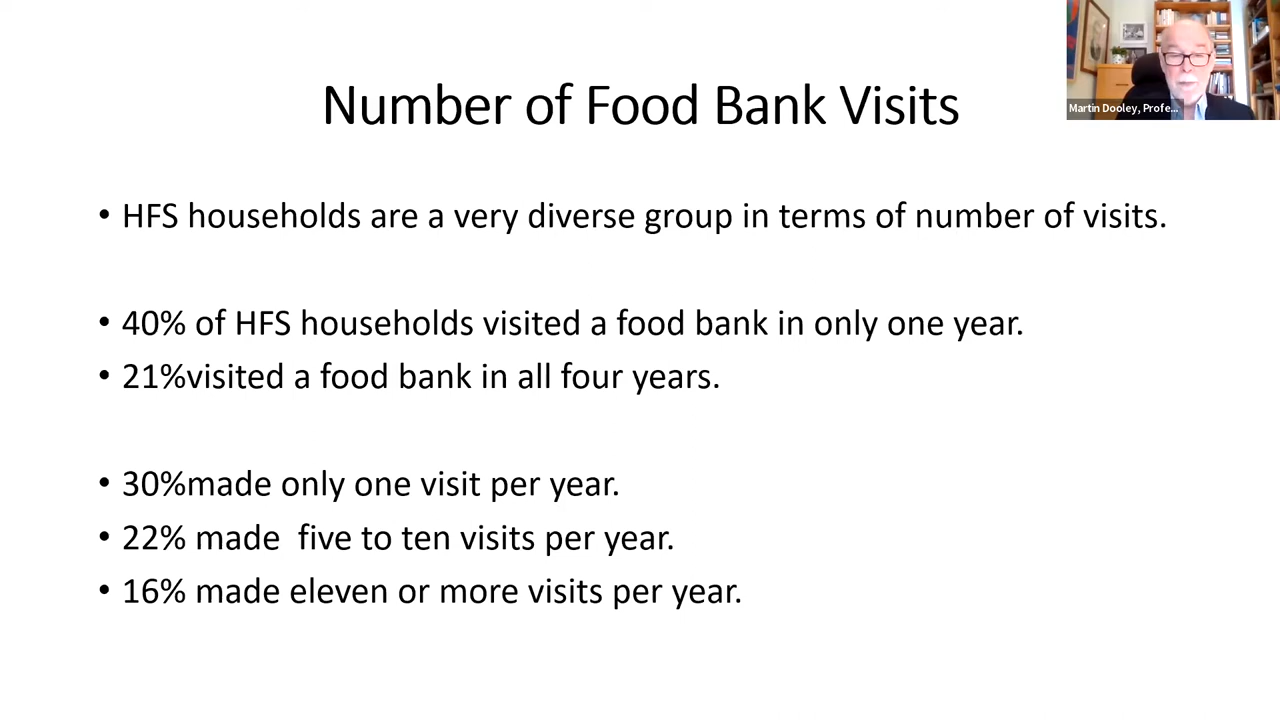 Martin Dooley, Profe...
Number of Food Bank Visits
• HFS households are a very diverse group in terms of number of visits.
• 40% of HFS households visited a food bank in only one year.
• 21%visited a food bank in all four years.
• 30%made only one visit per year.
• 22% made  five to ten visits per year.
• 16% made eleven or more visits per year.